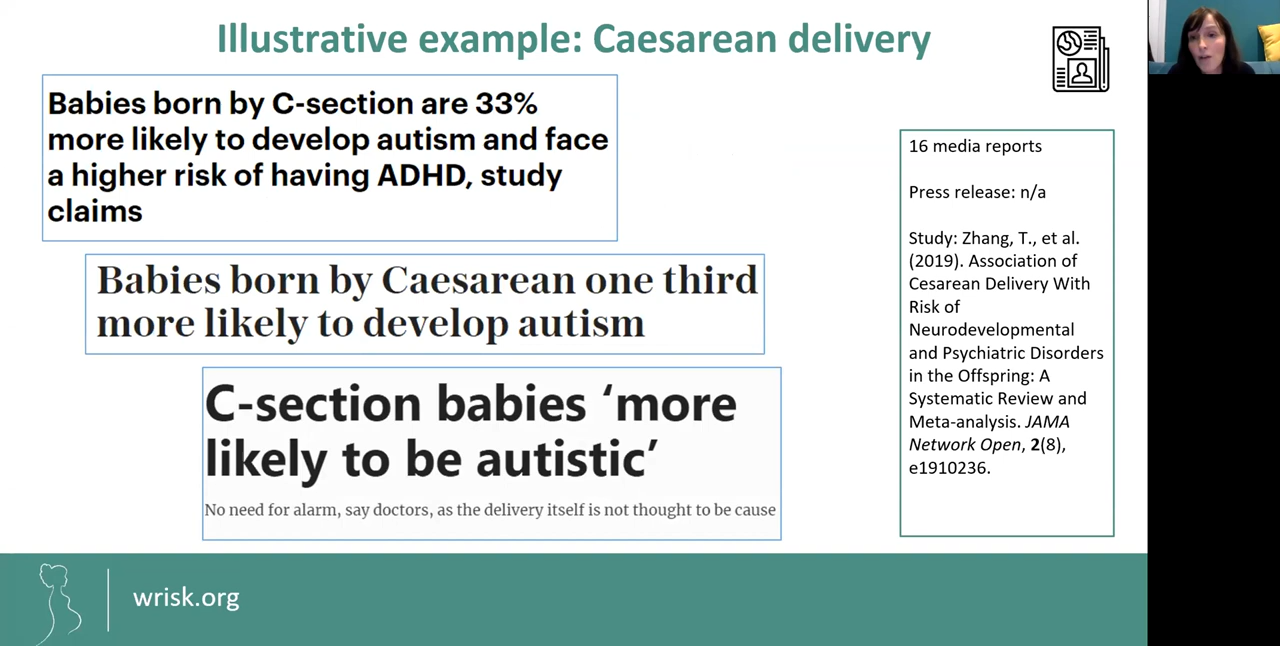 Illustrative example: Caesarean delivery
Babies born by C-section are 33%
more likely to develop autism and face
a higher risk of having ADHD, study
claims
Babies born by Caesarean one third
more likely to develop autism
C-section babies ‘more
likely to be autistic’
No need for alarm, say doctors, as the delivery itself is not thought to be cause
16 media reports
Press release: n/a
Study: Zhang, T., et al.
(2019). Association of
Cesarean Delivery With
Risk of
Neurodevelopmental
and Psychiatric Disorders
in the Offspring: A
Systematic Review and
Meta-analysis. JAMA
Network Open, 2(8),
e1910236.
wrisk.org